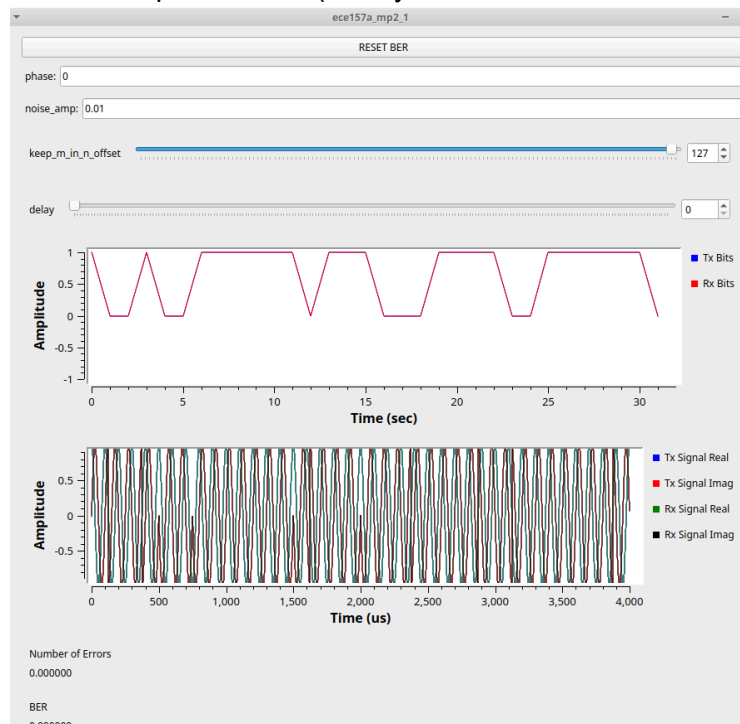 ece157a_mp2_1
RESET BER
phase: 0
noise_amp: 0.01
keep_m_in_n_offset 127
delay 0
1
0.5
0
-0.5
-1
Amplitude
Tx Bits
Rx Bits
0 5 10 15 20 25 30
Time (sec)
0.5
0
-0.5
Amplitude
Tx Signal Real
Tx Signal Imag
Rx Signal Real
Rx Signal Imag
0 500 1,000 1,500 2,000 2,500 3,000 3,500 4,000
Time (us)
Number of Errors
0.000000
BER